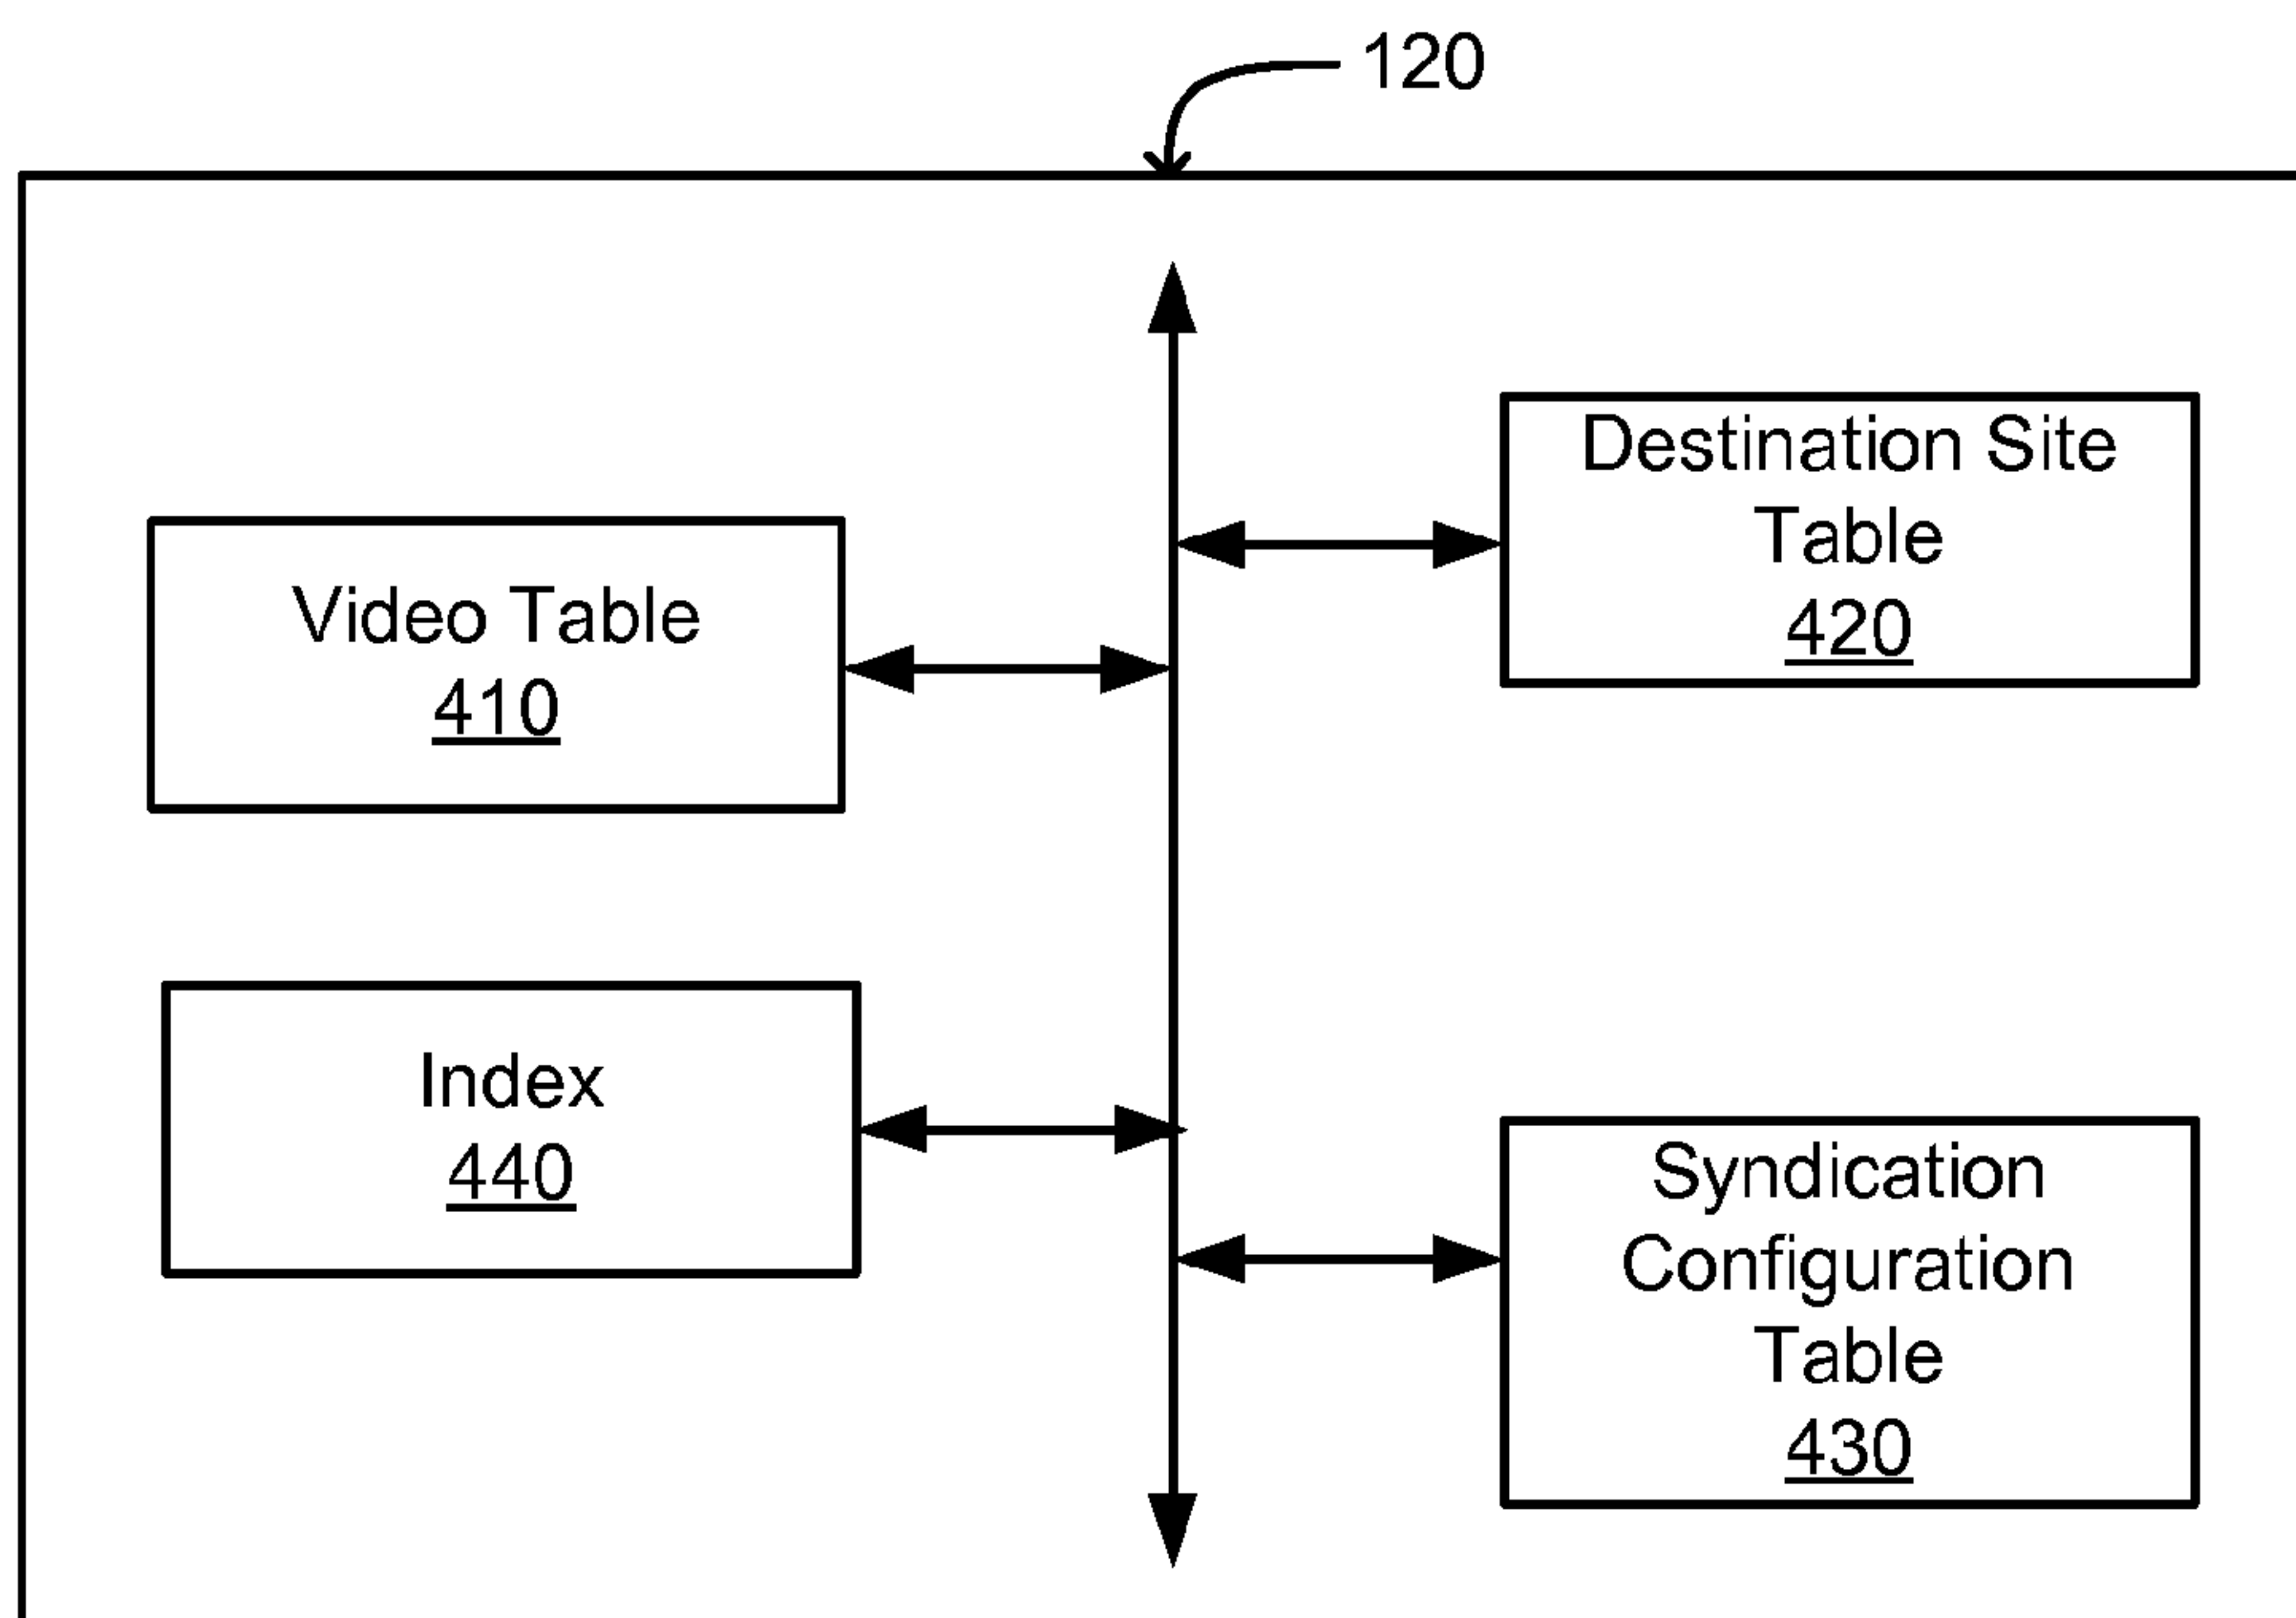 120
Destination Site
Table
420
Video Table
410
Index
440
Syndication
Configuration
Table
430